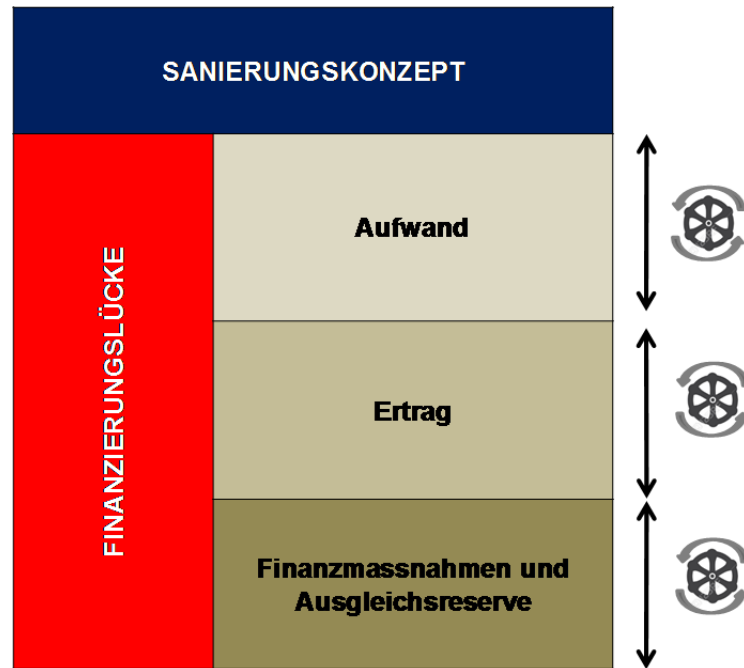 SANIERUNGSKONZEPT
FINANZIERUNGSLÜCKE
Aufwand
Ertrag
Finanzmassnahmen und
Ausgleichsreserve